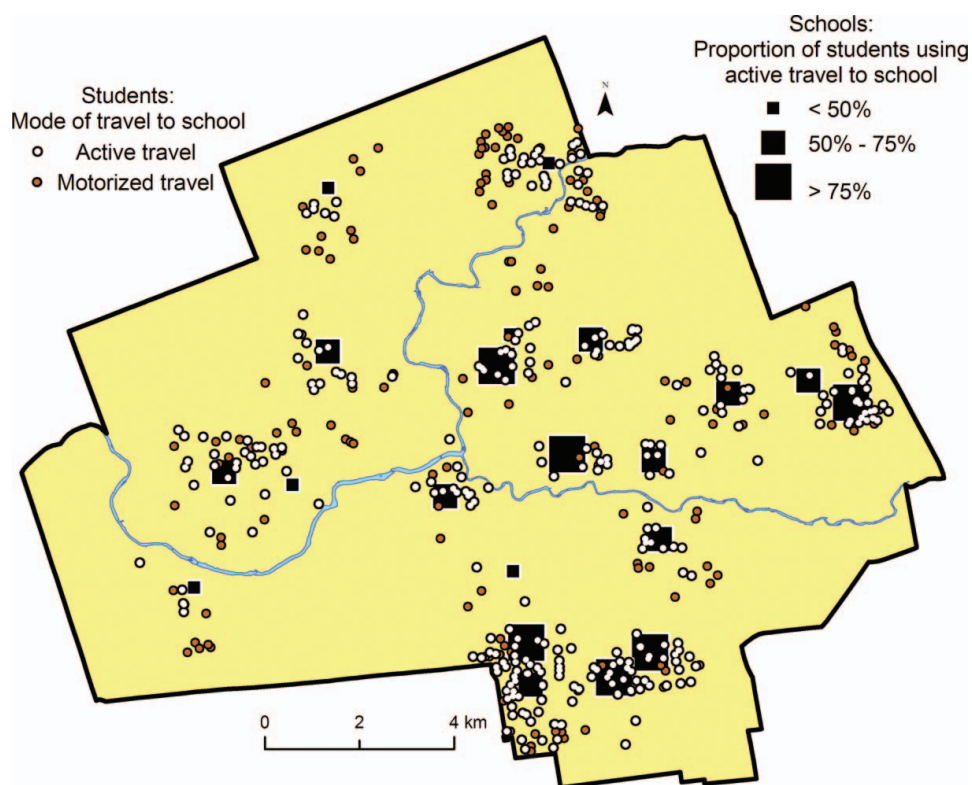 Students:
Mode of travel to school
Active travel
Motorized travel
N
Schools:
Proportion of students using
active travel to school
< 50%
50% - 75%
> 75%
0 2 4 km